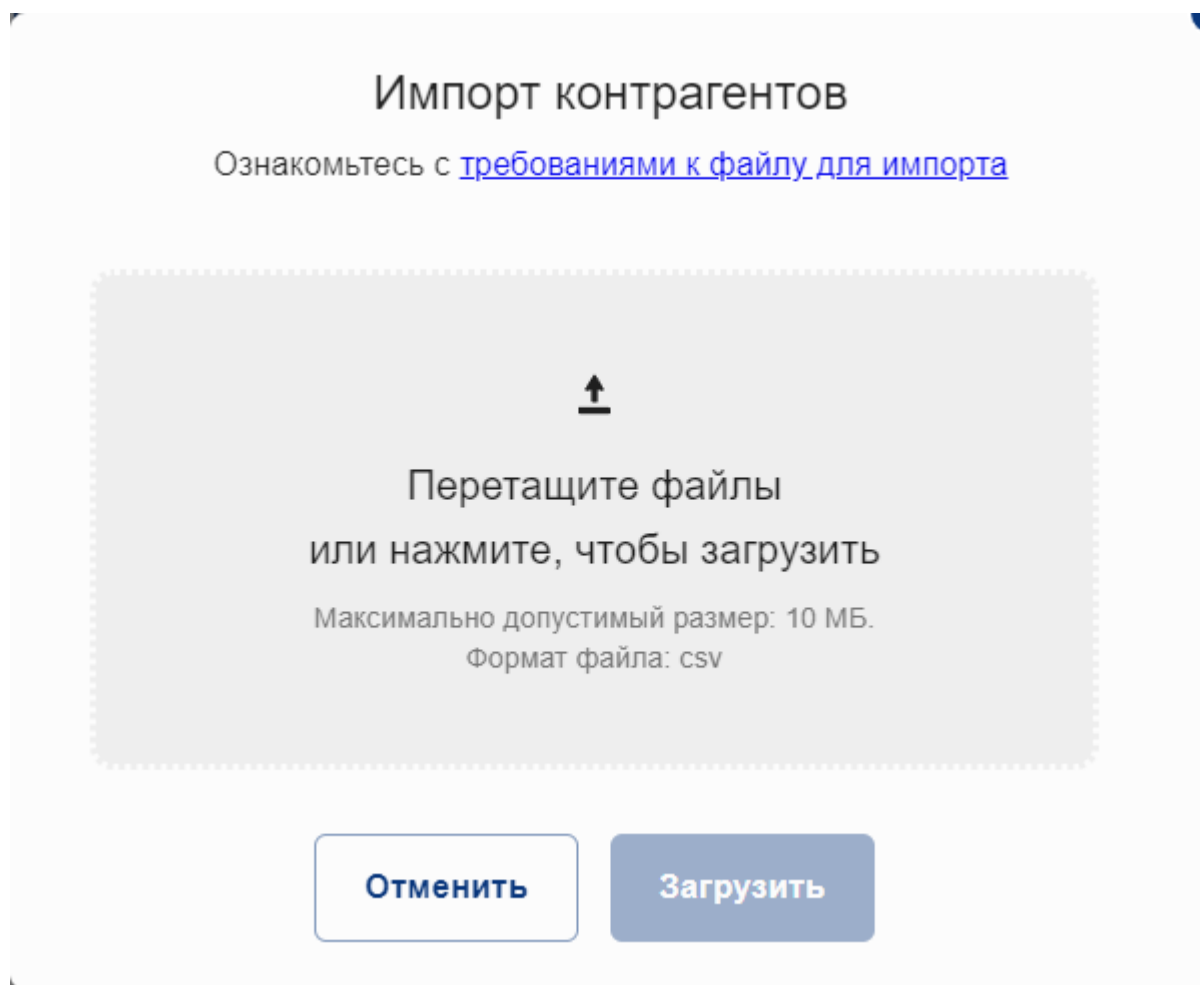 Импорт контрагентов
Ознакомьтесь с требованиями к файлу для импорта
Перетащите файлы
или нажмите, чтобы загрузить
Максимально допустимый размер: 10 МБ.
Формат файла: csv
Отменить
Загрузить